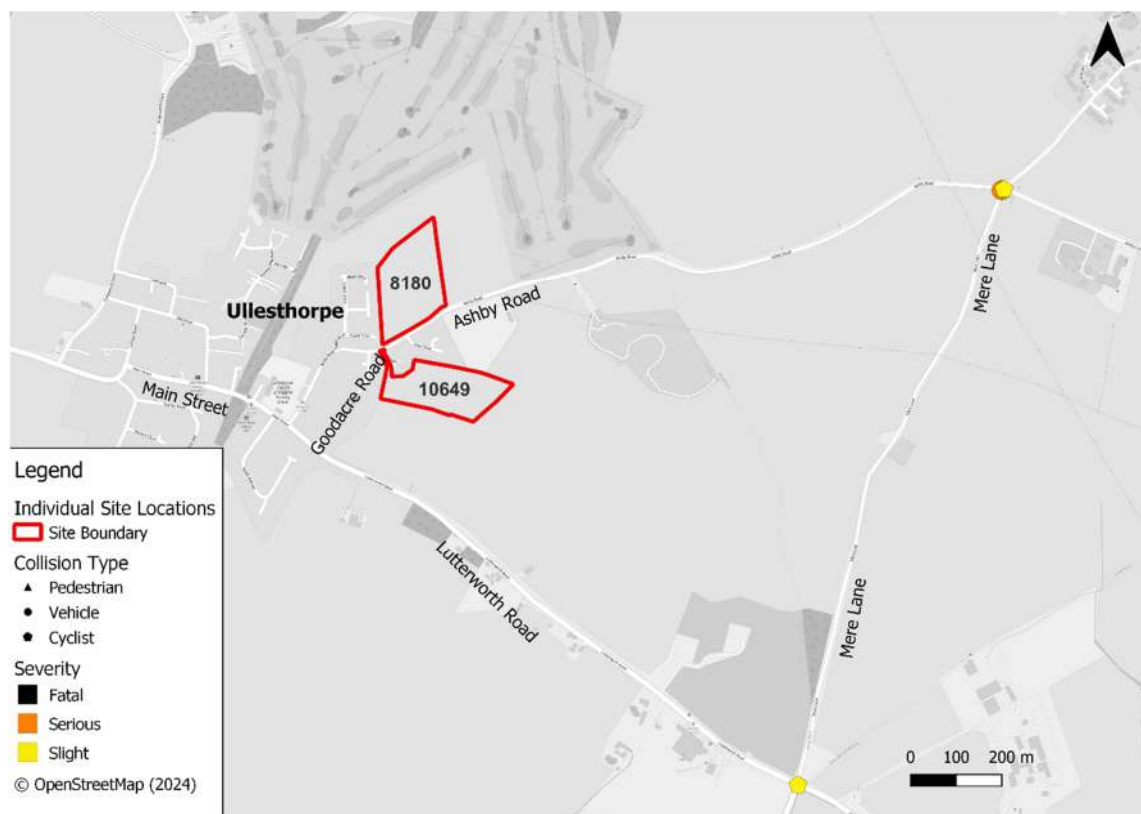 8180
Ullesthorpe
Ashby Road
Mere Lane
10649
Goodacre Road
Main Street
Lutterworth Road
Mere Lane
Legend
Individual Site Locations
Site Boundary
Collision Type
Pedestrian
Vehicle
Cyclist
Severity
Fatal
Serious
Slight
© OpenStreetMap (2024)
0 100 200 m